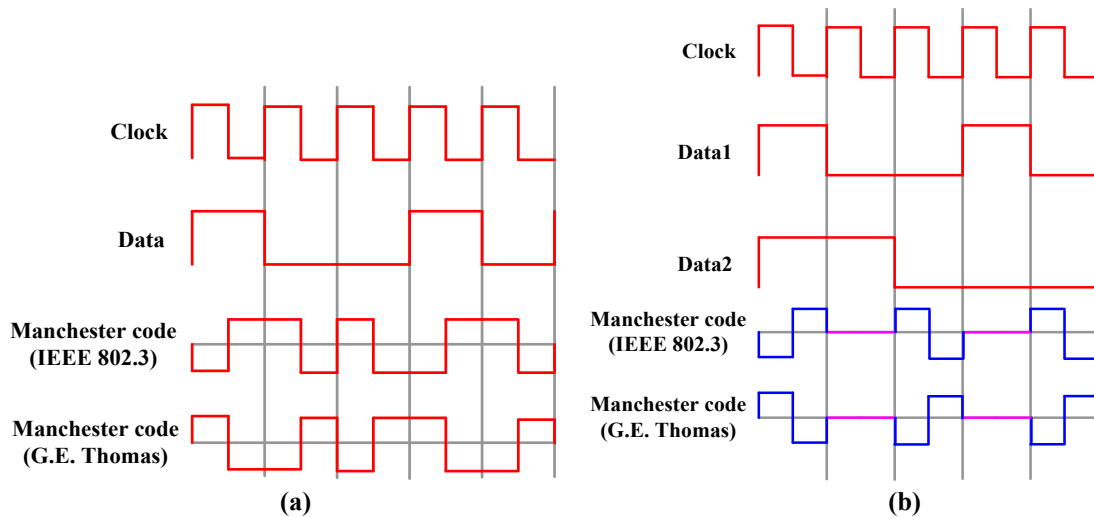 Clock
Data
Manchester code
(IEEE 802.3)
Manchester code
(G.E. Thomas)
(a)
Clock
Data1
Data2
Manchester code
(IEEE 802.3)
Manchester code
(G.E. Thomas)
(b)